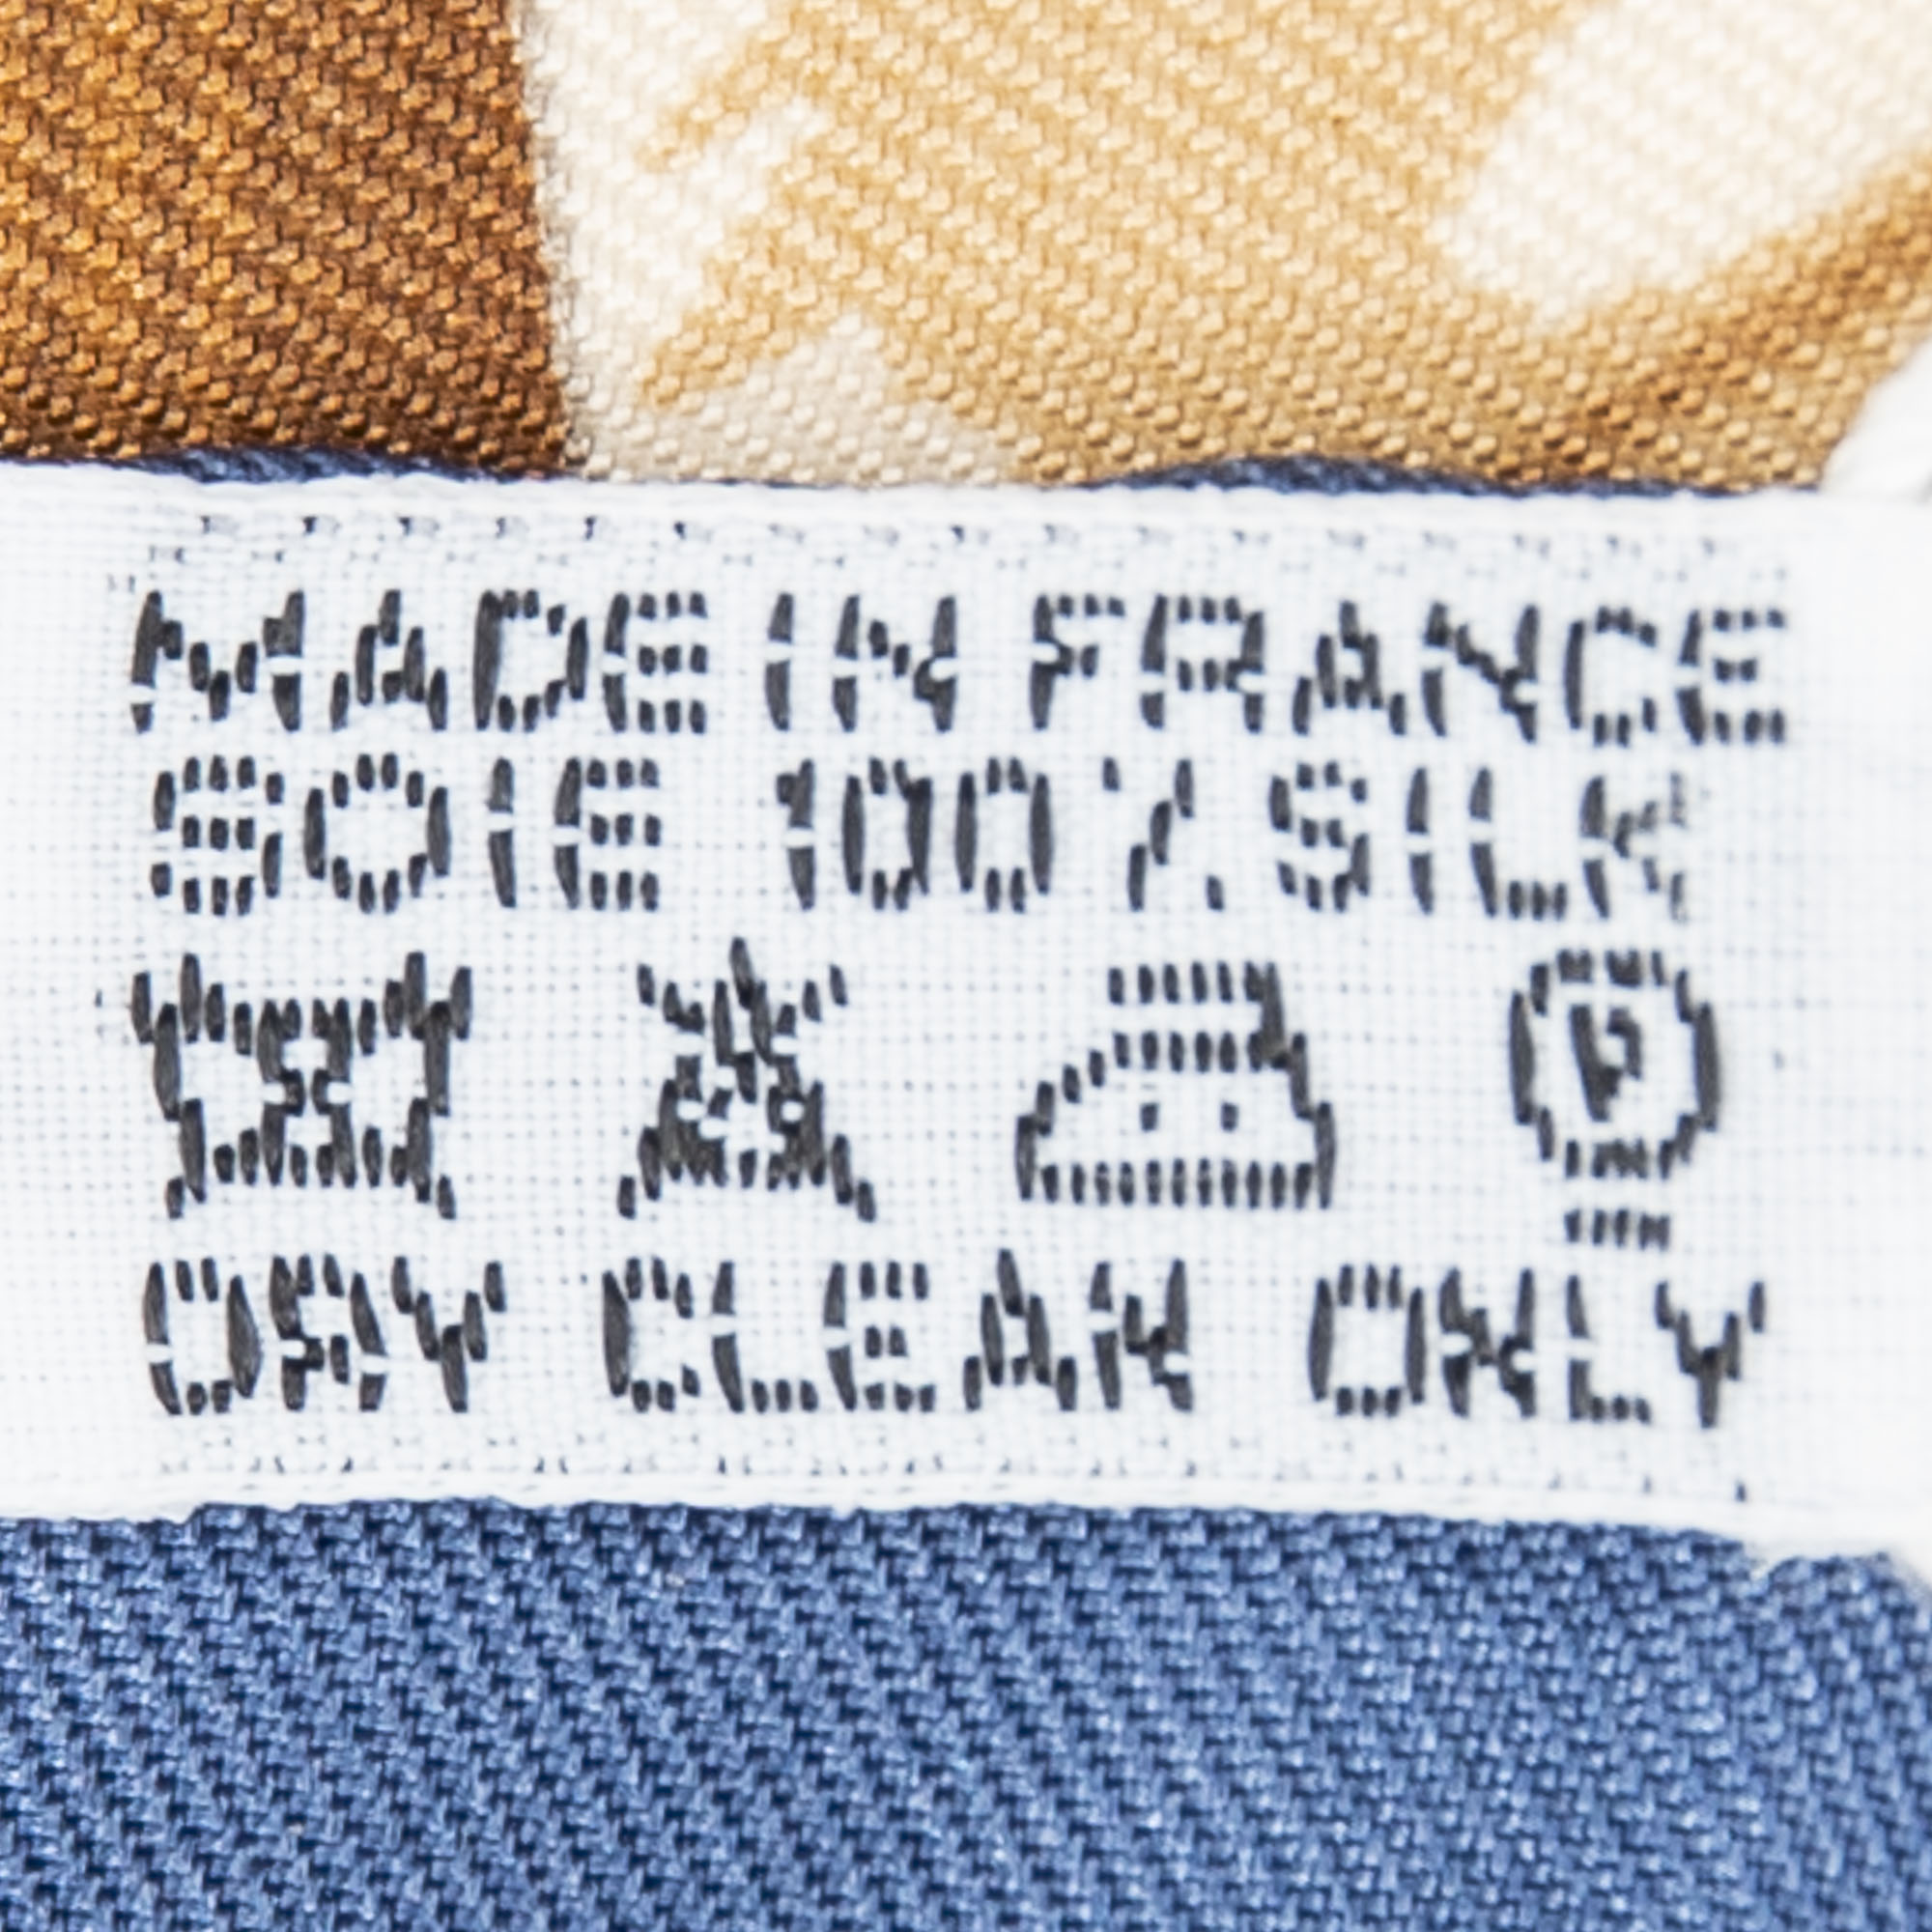 MADE IN FRANCE
SOIE 100% SILK
P
DRY CLEAN ONLY